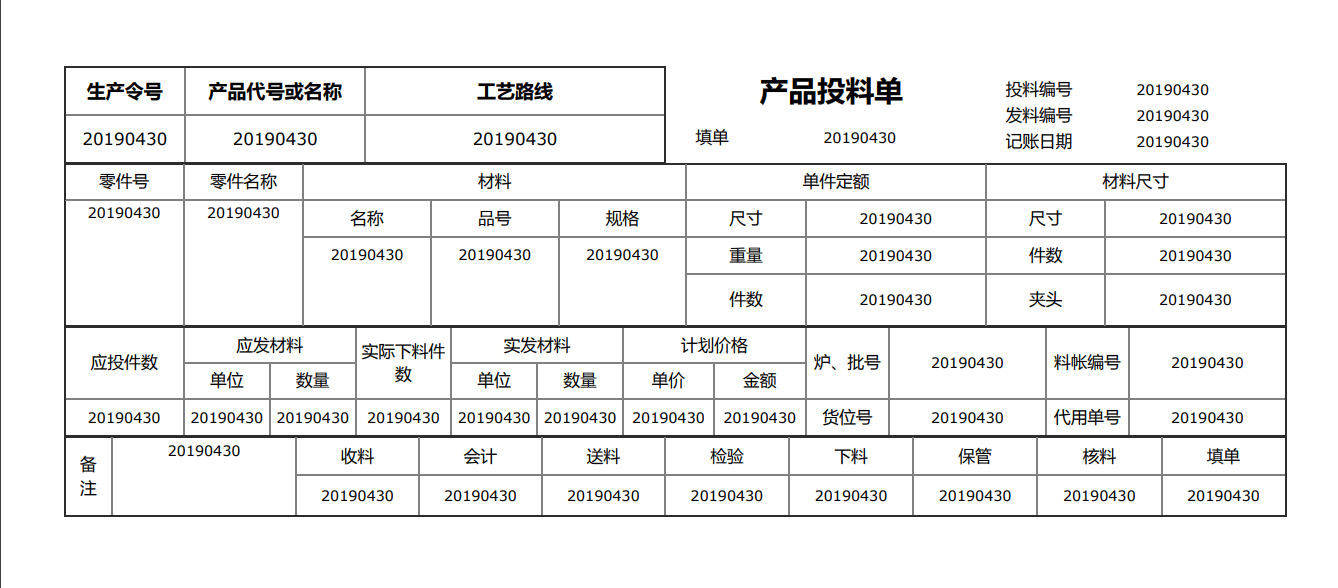 生产令号 产品代号或名称 工艺路线
20190430 20190430 20190430
产品投料单
填单 20190430
投料编号 20190430
发料编号 20190430
记账日期 20190430
零件号 零件名称 材料 单件定额 材料尺寸
20190430 20190430 名称 品号 规格 尺寸 20190430 尺寸 20190430
20190430 20190430 20190430 重量 20190430 件数 20190430
件数 20190430 夹头 20190430
应投件数 应发材料 实际下料件
数 实发材料 计划价格 炉、批号 20190430 料帐编号 20190430
单位 数量 单位 数量 单价 金额
20190430 20190430 20190430 20190430 20190430 20190430 20190430 20190430 货位号 20190430 代用单号 20190430
备
注 20190430 收料 会计 送料 检验 下料 保管 核料 填单
20190430 20190430 20190430 20190430 20190430 20190430 20190430 20190430